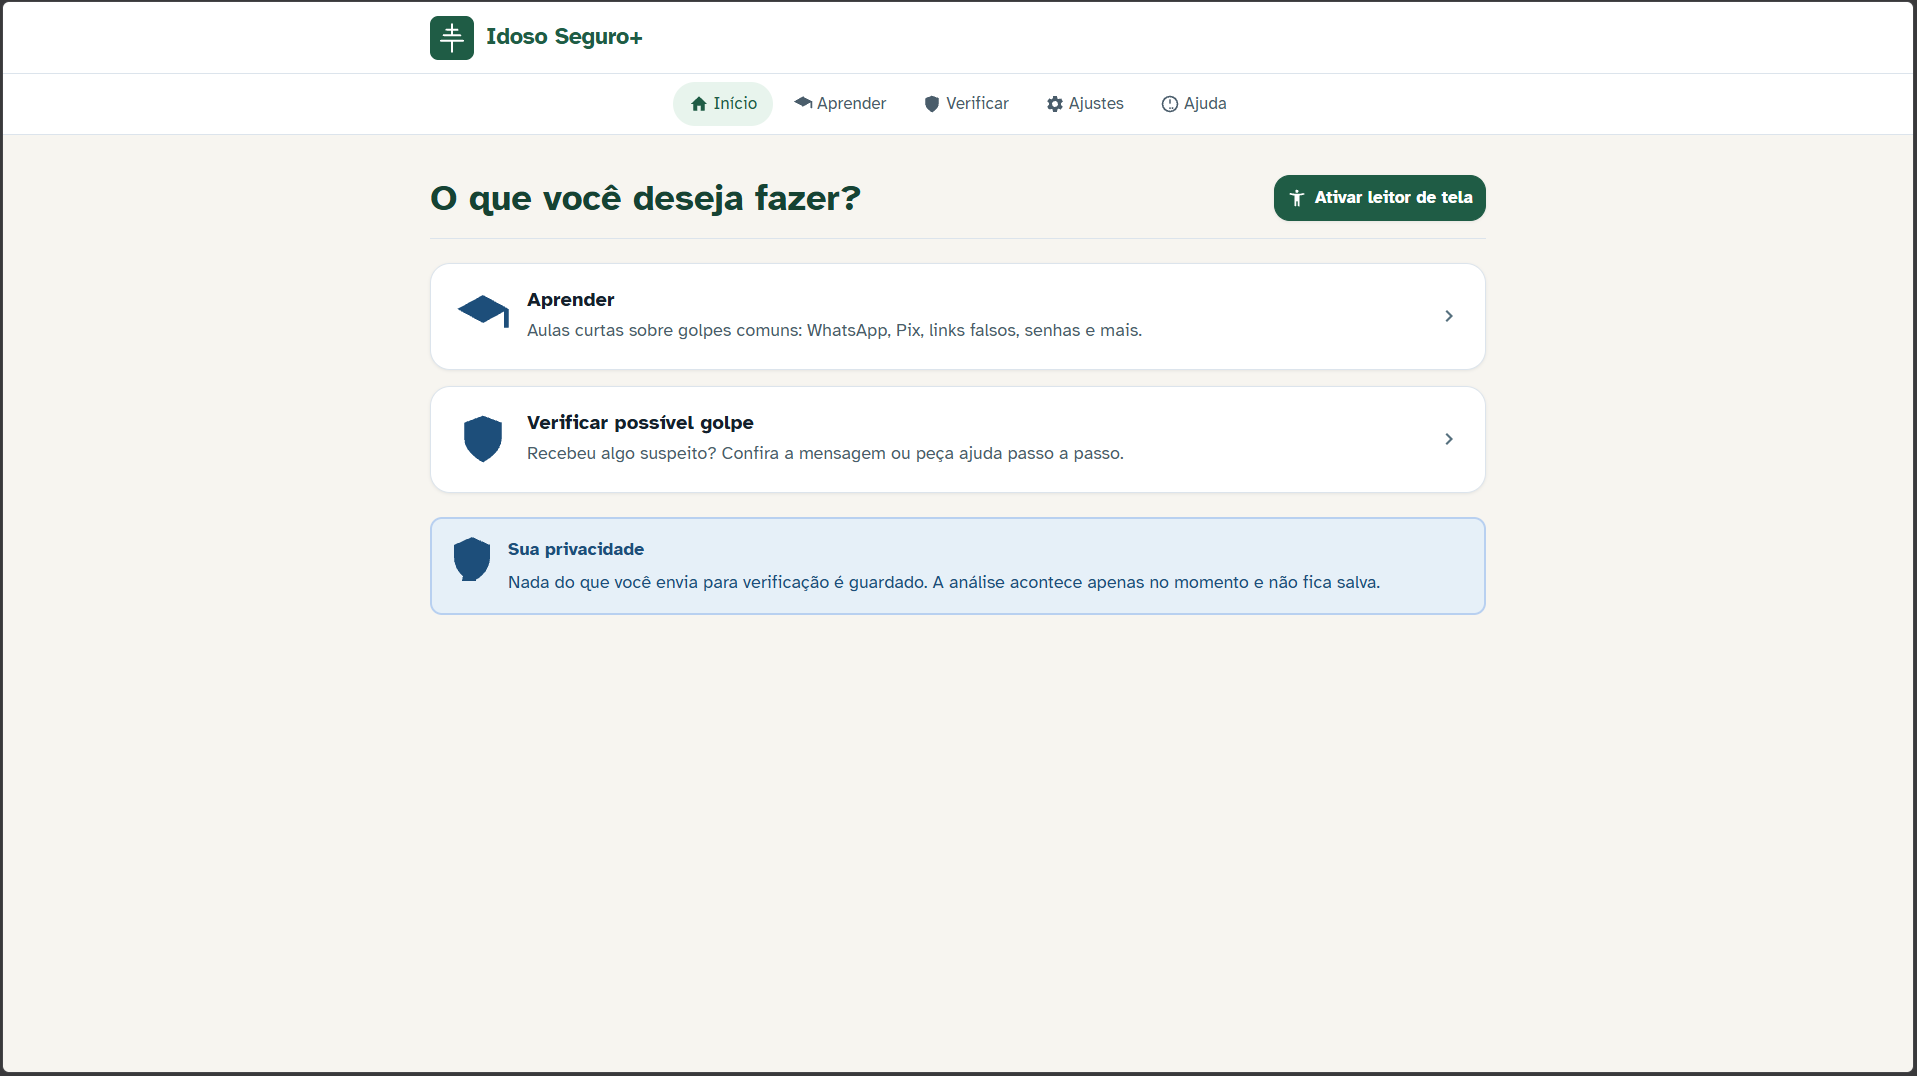 Idoso Seguro+
Início
Aprender
Verificar
Ajustes
Ajuda
O que você deseja fazer?
Ativar leitor de tela
Aprender
Aulas curtas sobre golpes comuns: WhatsApp, Pix, links falsos, senhas e mais.
Verificar possível golpe
Recebeu algo suspeito? Confira a mensagem ou peça ajuda passo a passo.
Sua privacidade
Nada do que você envia para verificação é guardado. A análise acontece apenas no momento e não fica salva.